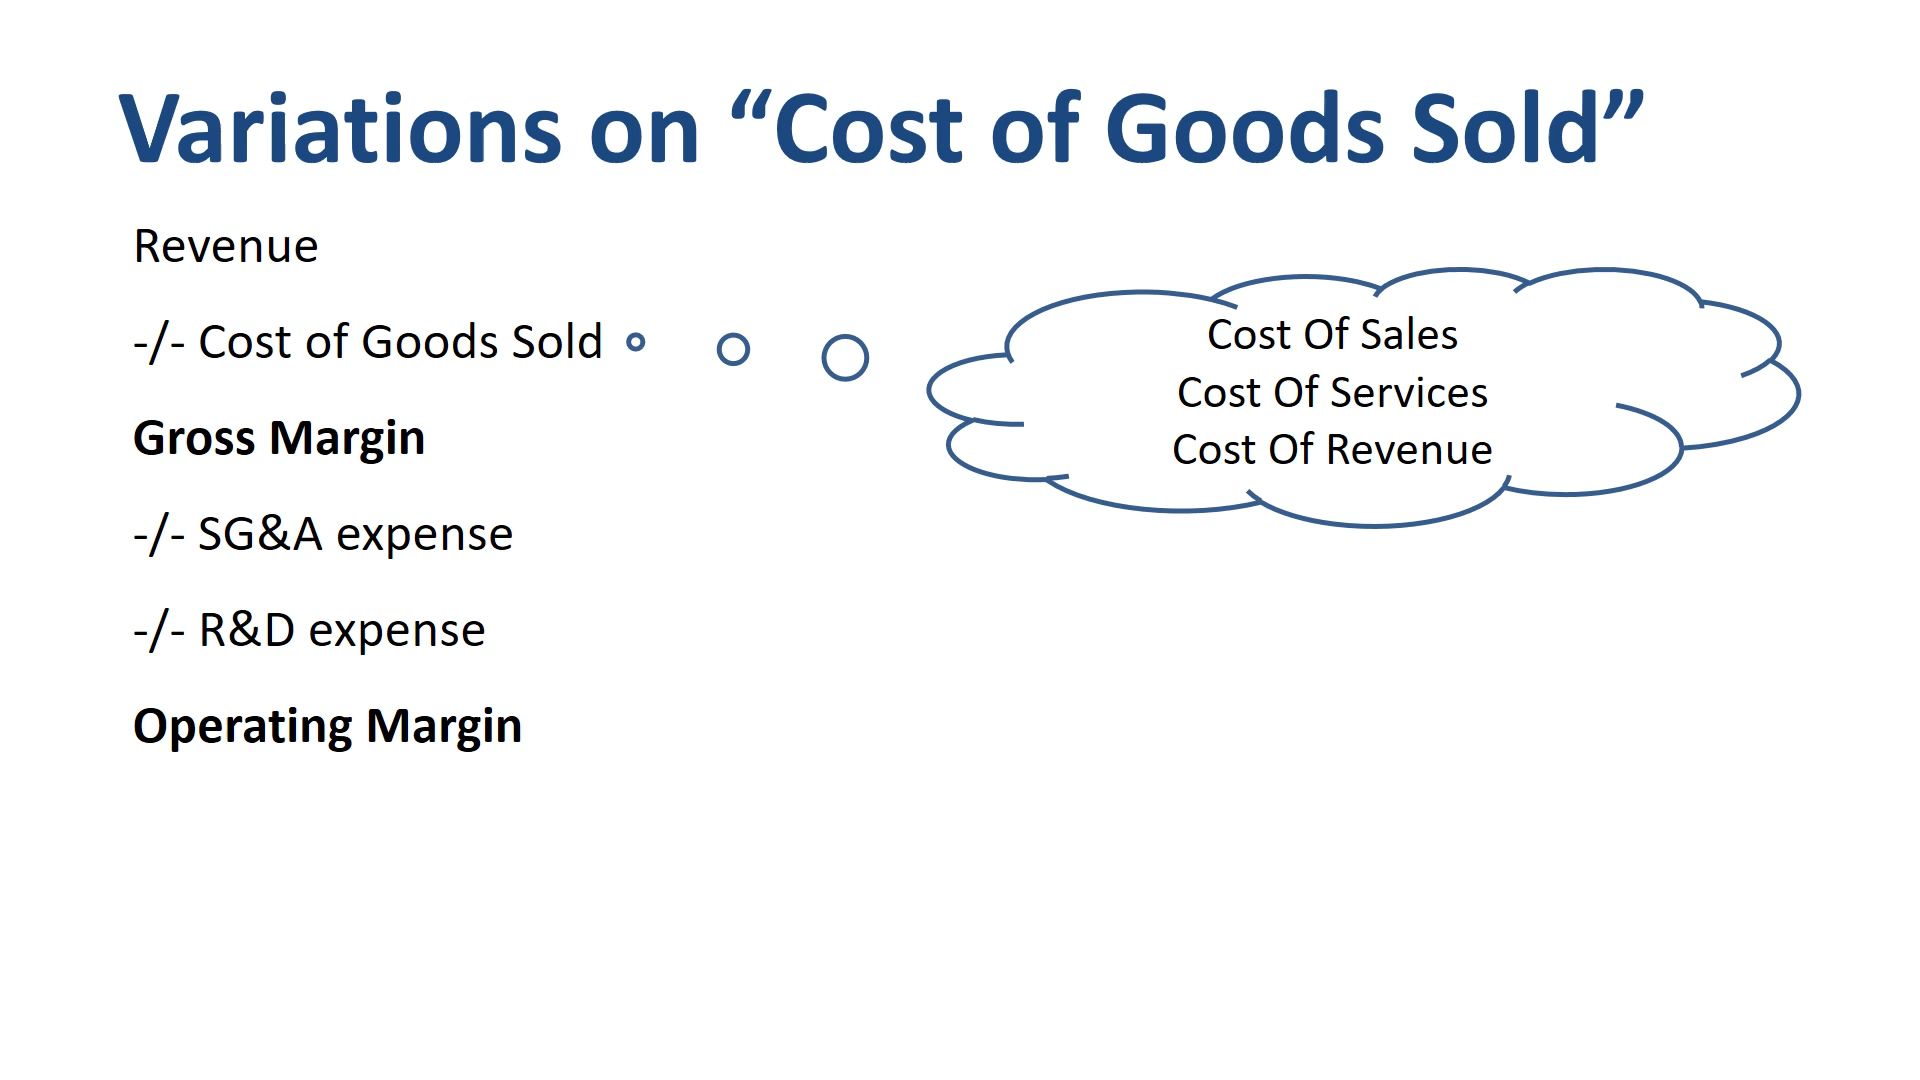 Variations on “Cost of Goods Sold”
Revenue
-/- Cost of Goods Sold
Cost Of Sales
Cost Of Services
Cost Of Revenue
Gross Margin
-/- SG&A expense
-/- R&D expense
Operating Margin